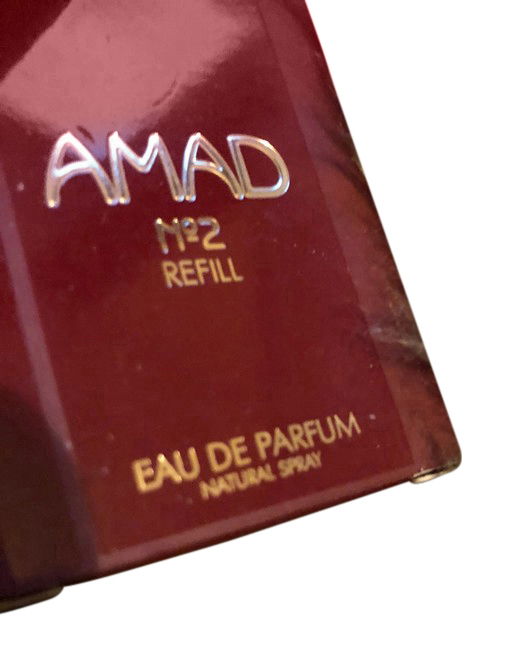 AMAD
Nº2
REFILL
EAU DE PARFUM
NATURAL SPRAY